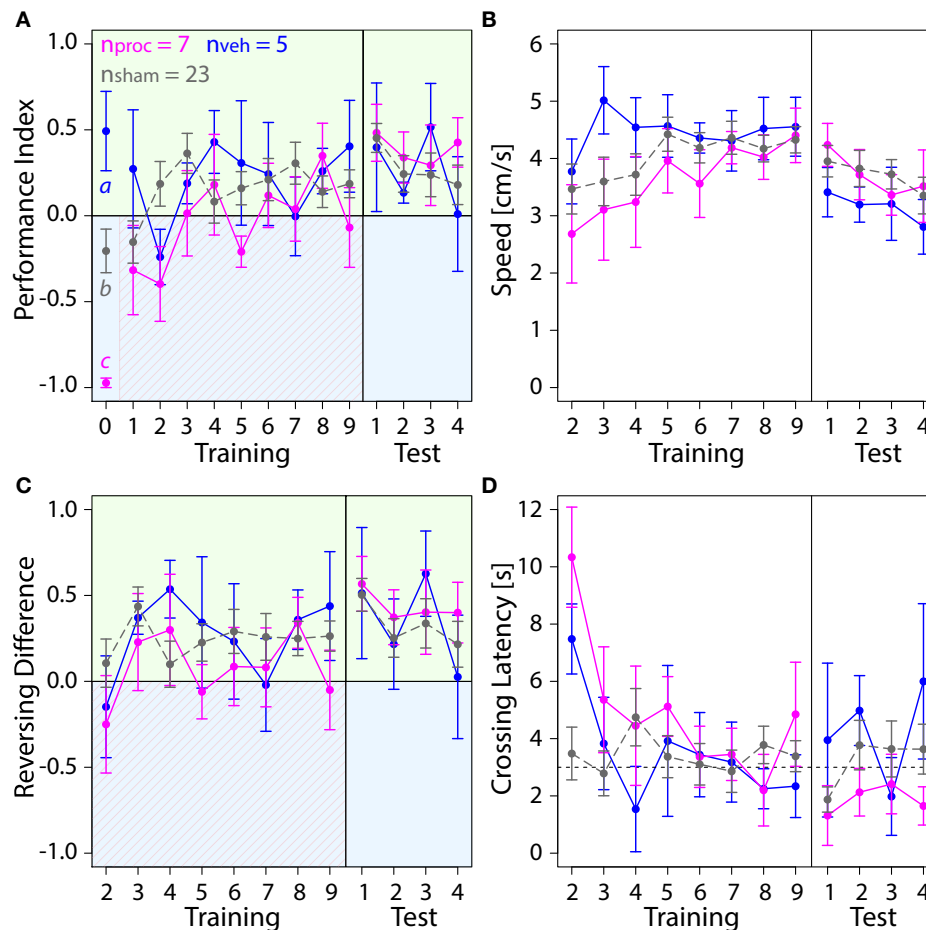 A
nproc = 7 nveh = 5
nsham = 23
a
b
c
Performance Index
1.0
0.5
0.0
-0.5
-1.0
0 1 2 3 4 5 6 7 8 9 1 2 3 4
Training Test
B
Speed [cm/s]
6
5
4
3
2
1
0
2 3 4 5 6 7 8 9 1 2 3 4
Training Test
C
Reversing Difference
1.0
0.5
0.0
-0.5
-1.0
2 3 4 5 6 7 8 9 1 2 3 4
Training Test
D
Crossing Latency [s]
12
10
8
6
4
2
0
2 3 4 5 6 7 8 9 1 2 3 4
Training Test